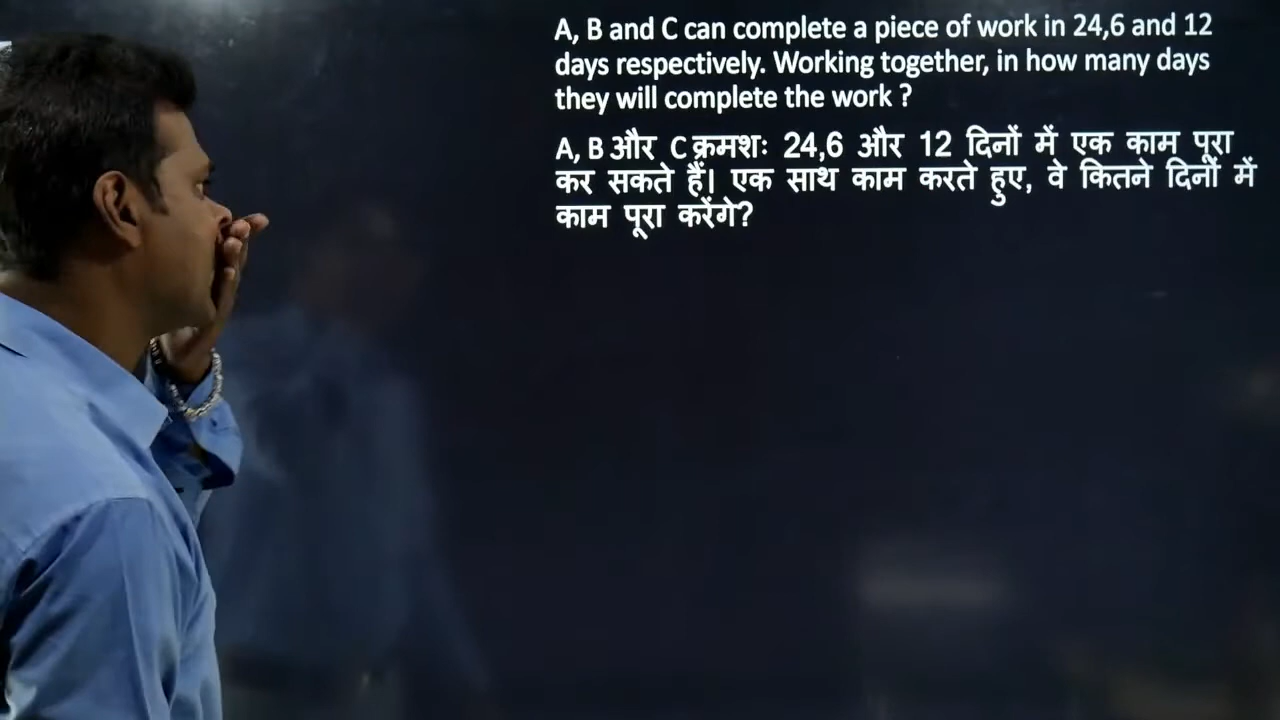 A, B and C can complete a piece of work in 24,6 and 12
days respectively. Working together, in how many days
they will complete the work ?
A, B और C क्रमशः 24,6 और 12 दिनों में एक काम पूरा
कर सकते हैं। एक साथ काम करते हुए, वे कितने दिनों में
काम पूरा करेंगे?